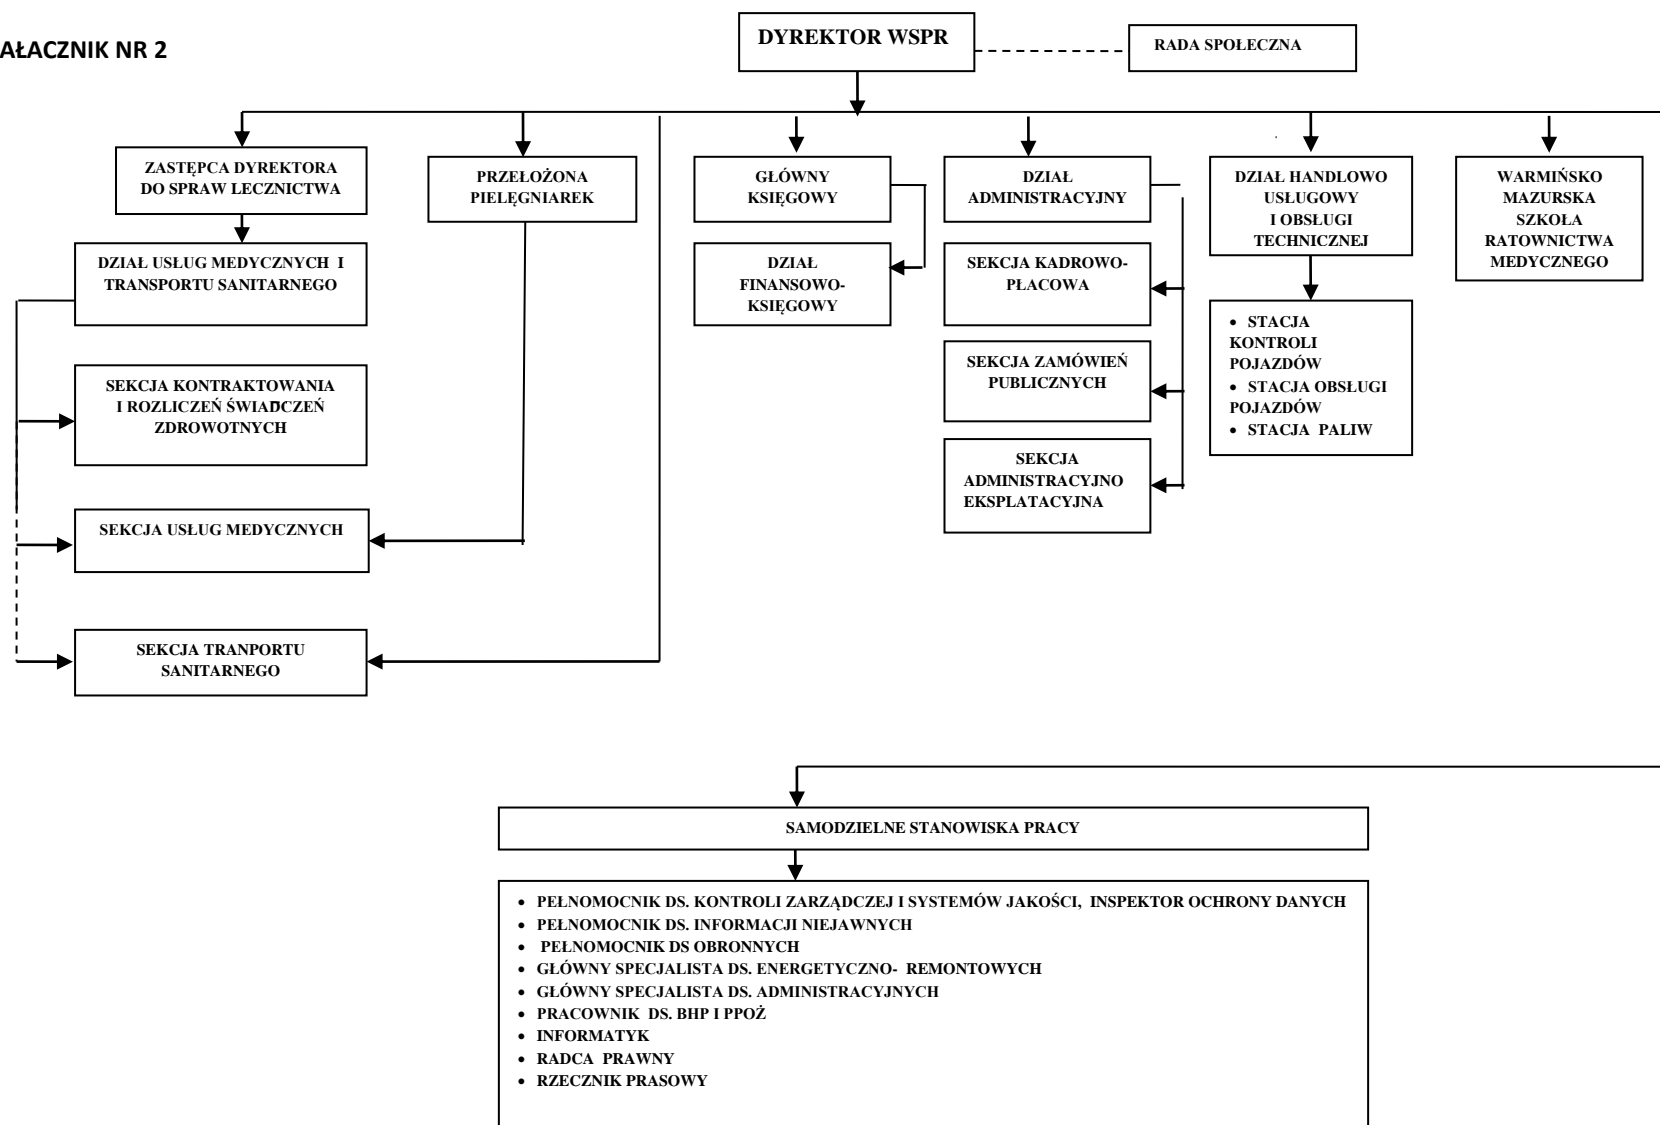 AŁACZNIK NR 2
DYREKTOR WSPR
RADA SPOŁECZNA
ZASTĘPCA DYREKTORA
DO SPRAW LECZNICTWA
PRZEŁOŻONA
PIELĘGNIAREK
GŁÓWNY
KSIĘGOWY
DZIAŁ
ADMINISTRACYJNY
DZIAŁ HANDLOWO
USŁUGOWY
I OBSŁUGI
TECHNICZNEJ
WARMIŃSKO
MAZURSKA
SZKOŁA
RATOWNICTWA
MEDYCZNEGO
DZIAŁ USŁUG MEDYCZNYCH I
TRANSPORTU SANITARNEGO
DZIAŁ
FINANSOWO-
KSIĘGOWY
SEKCJA KADROWO-
PŁACOWA
• STACJA
KONTROLI
POJAZDÓW
• STACJA OBSŁUGI
POJAZDÓW
• STACJA PALIW
SEKCJA KONTRAKTOWANIA
I ROZLICZEŃ ŚWIADCZEŃ
ZDROWOTNYCH
SEKCJA ZAMÓWIEŃ
PUBLICZNYCH
SEKCJA
ADMINISTRACYJNO
EKSPLATACYJNA
SEKCJA USŁUG MEDYCZNYCH
SEKCJA TRANPORTU
SANITARNEGO
SAMODZIELNE STANOWISKA PRACY
• PEŁNOMOCNIK DS. KONTROLI ZARZĄDCZEJ I SYSTEMÓW JAKOŚCI, INSPEKTOR OCHRONY DANYCH
• PEŁNOMOCNIK DS. INFORMACJI NIEJAWNYCH
• PEŁNOMOCNIK DS OBRONNYCH
• GŁÓWNY SPECJALISTA DS. ENERGETYCZNO- REMONTOWYCH
• GŁÓWNY SPECJALISTA DS. ADMINISTRACYJNYCH
• PRACOWNIK DS. BHP I PPOŻ
• INFORMATYK
• RADCA PRAWNY
• RZECZNIK PRASOWY